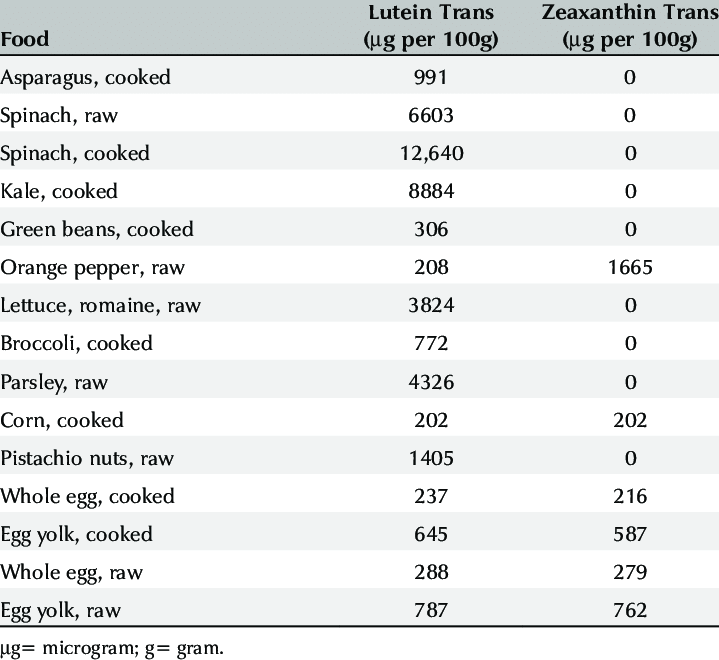 Food Lutein Trans (µg per 100g) Zeaxanthin Trans (µg per 100g)
Asparagus, cooked 991 0
Spinach, raw 6603 0
Spinach, cooked 12,640 0
Kale, cooked 8884 0
Green beans, cooked 306 0
Orange pepper, raw 208 1665
Lettuce, romaine, raw 3824 0
Broccoli, cooked 772 0
Parsley, raw 4326 0
Corn, cooked 202 202
Pistachio nuts, raw 1405 0
Whole egg, cooked 237 216
Egg yolk, cooked 645 587
Whole egg, raw 288 279
Egg yolk, raw 787 762
µg= microgram; g= gram.